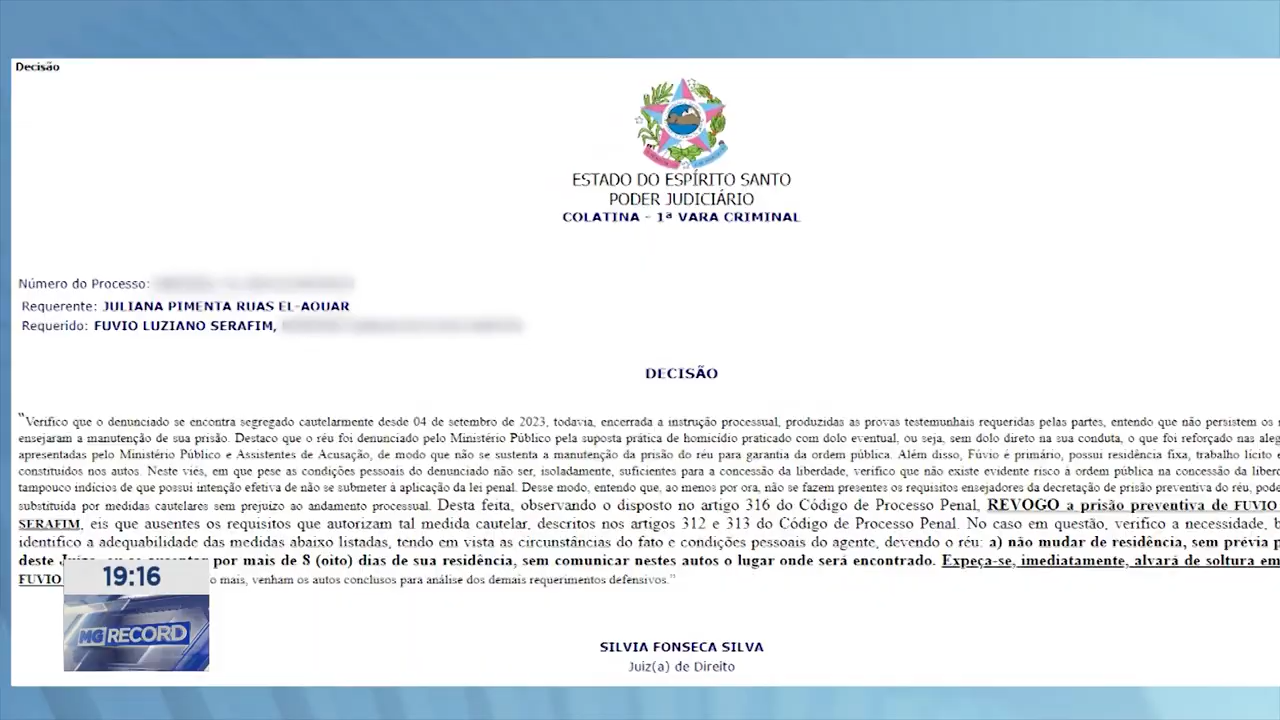 Decisão
ESTADO DO ESPÍRITO SANTO
PODER JUDICIÁRIO
COLATINA - 1ª VARA CRIMINAL
Número do Processo:
Requerente: JULIANA PIMENTA RUAS EL-AOUAR
Requerido: FUVIO LUZIANO SERAFIM,
DECISÃO
"Verifico que o denunciado se encontra segregado cautelarmente desde 04 de setembro de 2023, todavia, encerrada a instrução processual, produzidas as provas testemunhais requeridas pelas partes, entendo que não persistem os
ensejaram a manutenção de sua prisão. Destaco que o réu foi denunciado pelo Ministério Público pela suposta prática de homicídio praticado com dolo eventual, ou seja, sem dolo direto na sua conduta, o que foi reforçado nas
apresentadas pelo Ministério Público e Assistentes de Acusação, de modo que não se sustenta a manutenção da prisão do réu para garantia da ordem pública. Além disso, Fúvio é primário, possui residência fixa, trabalho lícito e
constituídos nos autos. Neste viés, em que pese as condições pessoais do denunciado não ser, isoladamente, suficientes para a concessão da liberdade, verifico que não existe evidente risco à ordem pública na concessão da
tampouco indícios de que possui intenção efetiva de não se submeter à aplicação da lei penal. Desse modo, entendo que, ao menos por ora, não se fazem presentes os requisitos ensejadores da decretação de prisão preventiva do réu,
substituída por medidas cautelares sem prejuízo ao andamento processual. Desta feita, observando o disposto no artigo 316 do Código de Processo Penal, REVOGO a prisão preventiva de FUVIO
SERAFIM, eis que ausentes os requisitos que autorizam tal medida cautelar, descritos nos artigos 312 e 313 do Código de Processo Penal. No caso em questão, verifico a necessidade,
identifico a adequabilidade das medidas abaixo listadas, tendo em vista as circunstâncias do fato e condições pessoais do agente, devendo o réu: a) não mudar de residência, sem prévia
deste por mais de 8 (oito) dias de sua residência, sem comunicar nestes autos o lugar onde será encontrado. Expeça-se, imediatamente, alvará de soltura em
FUVIO o mais, venham os autos conclusos para análise dos demais requerimentos defensivos."
SILVIA FONSECA SILVA
Juiz(a) de Direito
19:16
MG RECORD